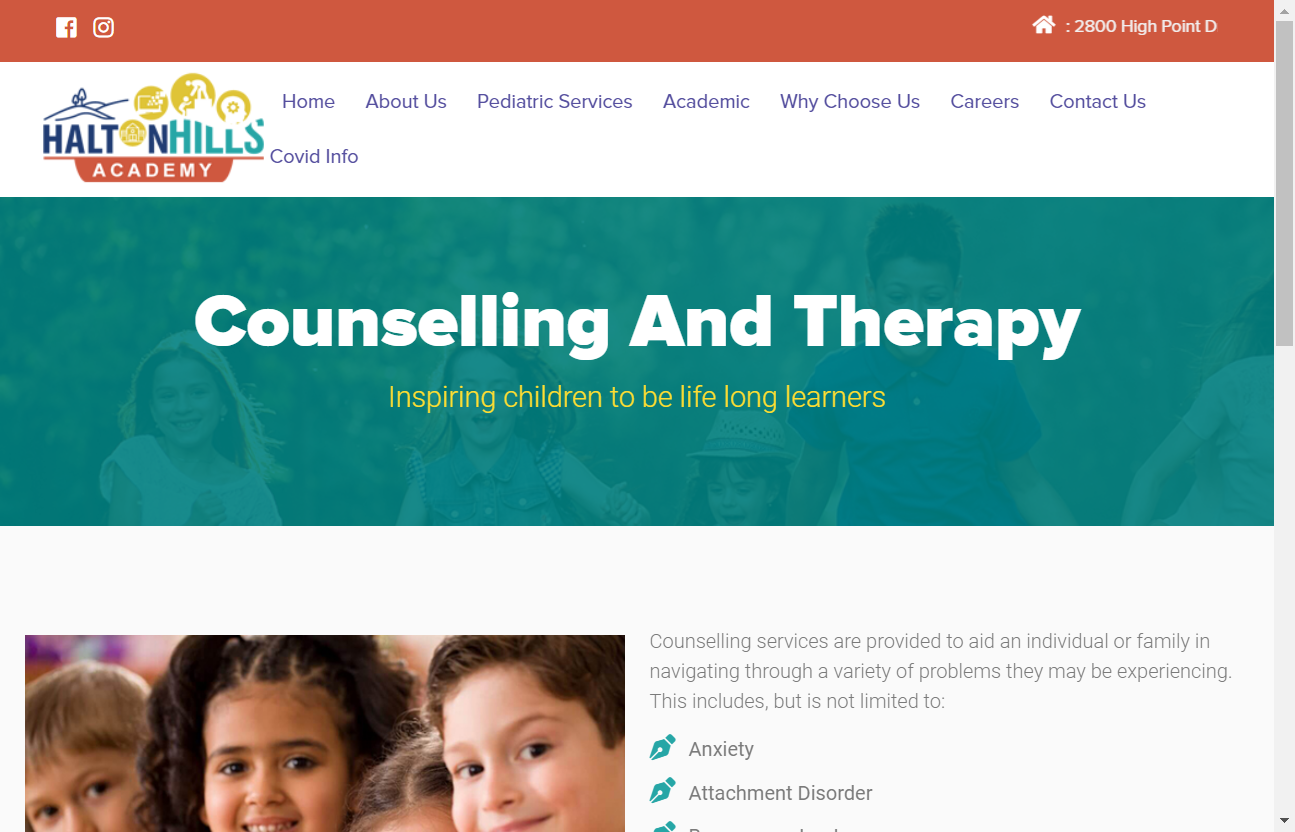 : 2800 High Point D
HALTONHILLS
ACADEMY
Home About Us Pediatric Services Academic Why Choose Us Careers Contact Us
Covid Info
Counselling And Therapy
Inspiring children to be life long learners
Counselling services are provided to aid an individual or family in
navigating through a variety of problems they may be experiencing.
This includes, but is not limited to:
Anxiety
Attachment Disorder